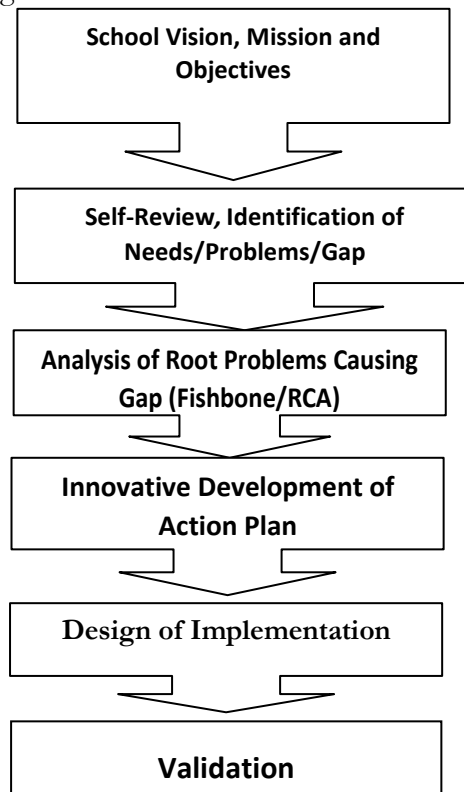 School Vision, Mission and
Objectives
Self-Review, Identification of
Needs/Problems/Gap
Analysis of Root Problems Causing
Gap (Fishbone/RCA)
Innovative Development of
Action Plan
Design of Implementation
Validation